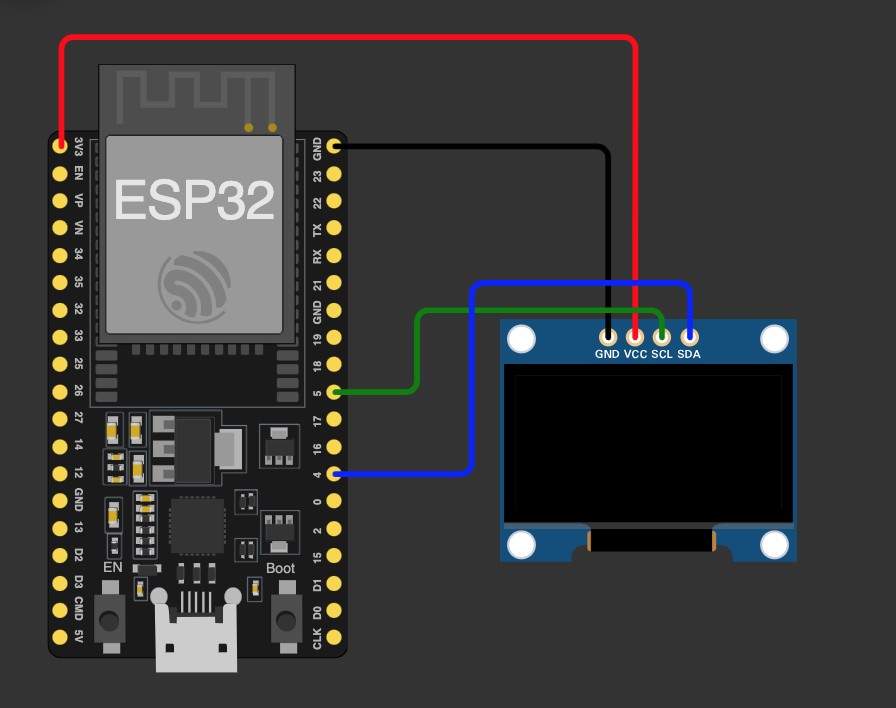 ESP32
3V3
EN
VP
VN
34
35
32
33
25
26
27
14
12
GND
13
D2
D3
CMD
5V
GND
23
22
TX
RX
21
GND
19
18
5
17
16
4
0
2
15
D1
D0
CLK
EN
Boot
GND VCC SCL SDA